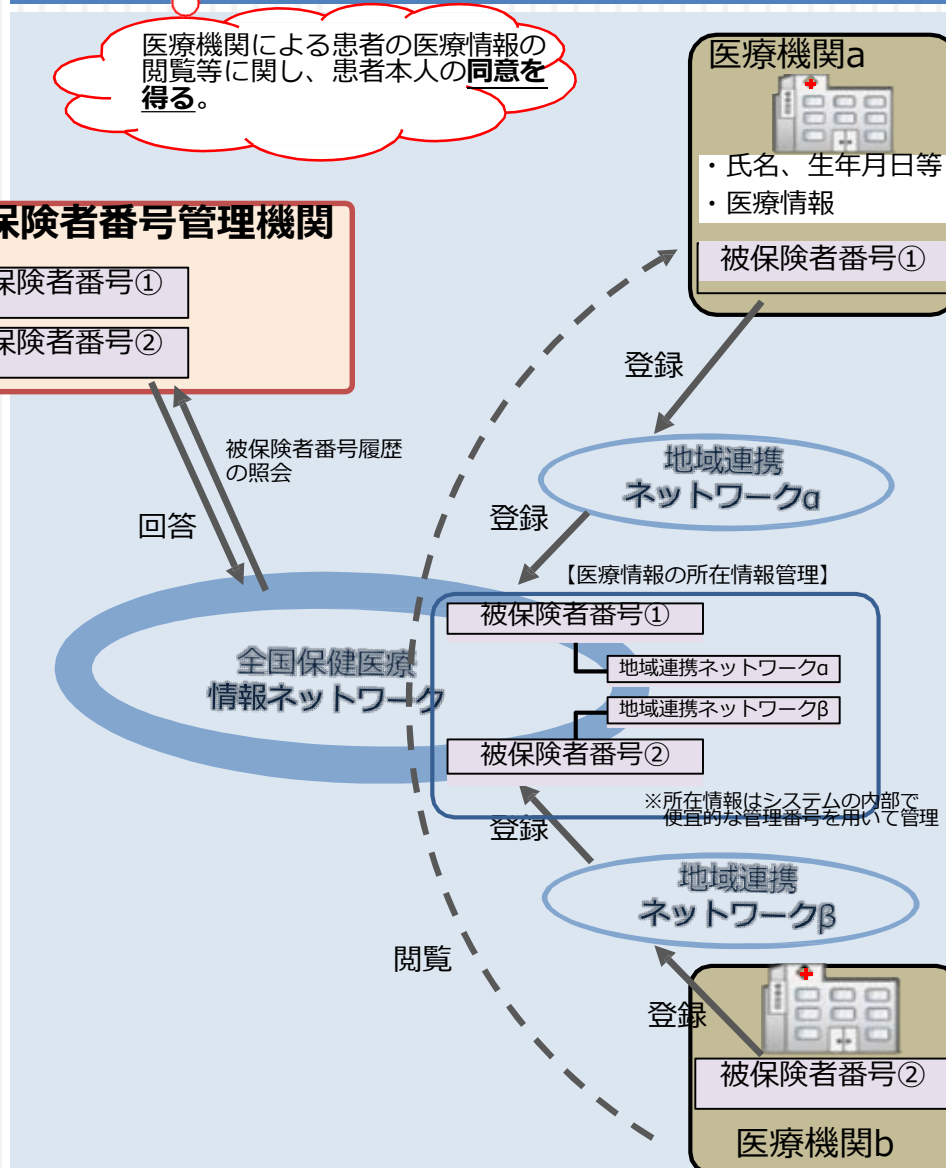 医療機関による患者の医療情報の
閲覧等に関し、患者本人の同意を
得る。
医療機関a
・氏名、生年月日等
・医療情報
被保険者番号①
保険者番号管理機関
保険者番号①
保険者番号②
登録
被保険者番号履歴
の照会
回答
地域連携
ネットワークα
登録
【医療情報の所在情報管理】
被保険者番号①
地域連携ネットワークα
全国保健医療
情報ネットワーク
地域連携ネットワークβ
被保険者番号②
※所在情報はシステムの内部で
便宜的な管理番号を用いて管理
登録
地域連携
ネットワークβ
閲覧
登録
被保険者番号②
医療機関b